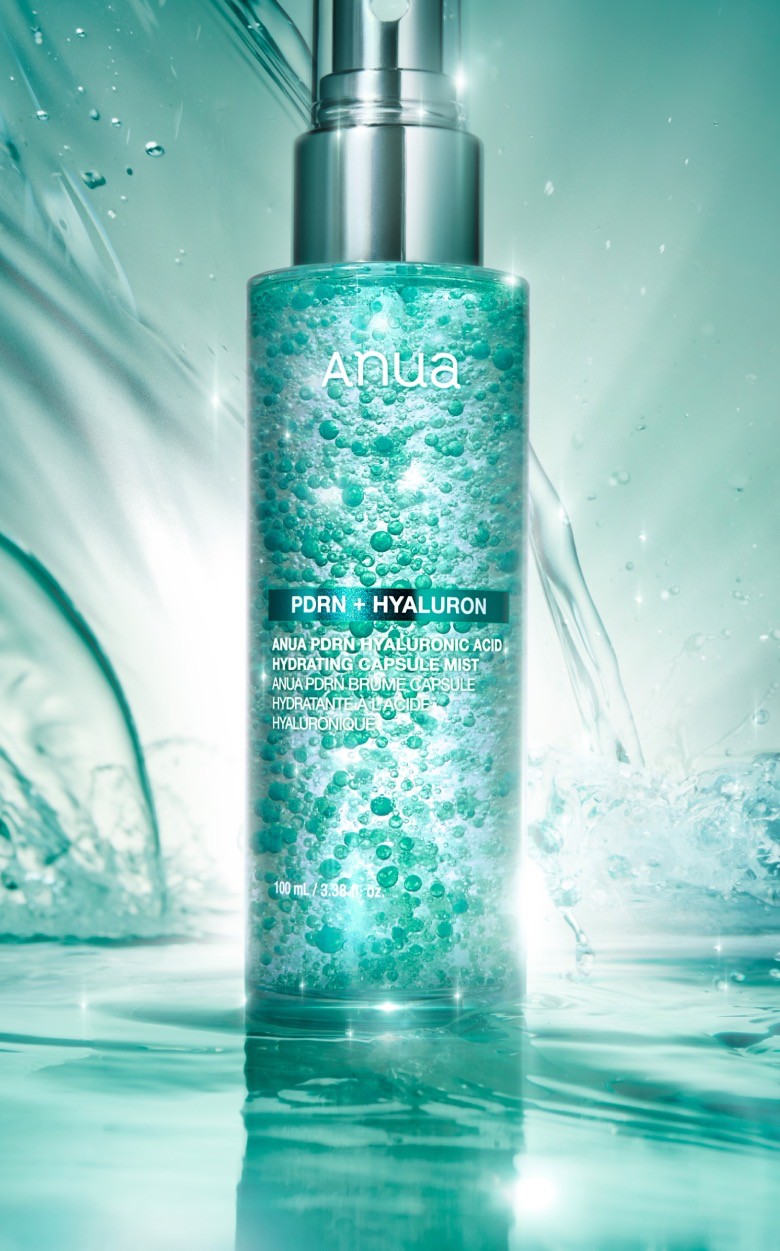 Anua
PDRN + HYALURON
ANUA PDRN HYALURONIC ACID
HYDRATING CAPSULE MIST
ANUA PDRN BRUME CAPSULE
HYDRATANTE À L'ACIDE
HYALURONIQUE
100 mL / 3.38 fl. oz.